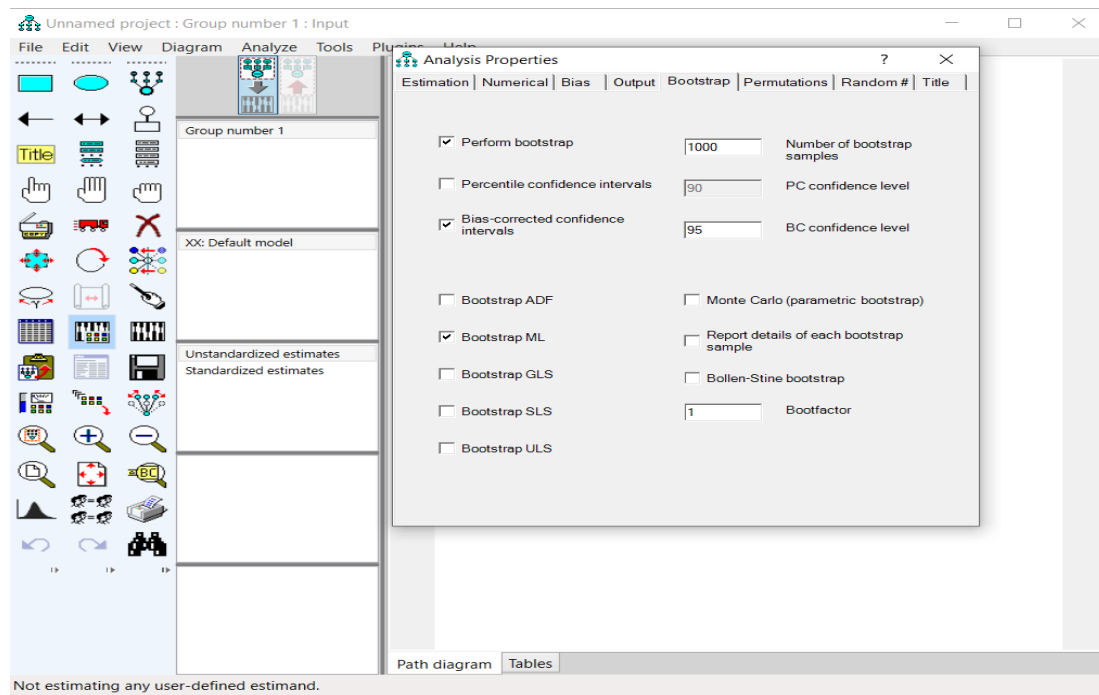 Unnamed project : Group number 1 : Input
File Edit View Diagram Analyze Tools Plugins Help
Analysis Properties
?
Estimation Numerical Bias Output Bootstrap Permutations Random # Title
Title
Group number 1
XX: Default model
Unstandardized estimates
Standardized estimates
Perform bootstrap
1000
Number of bootstrap
samples
Percentile confidence intervals
90
PC confidence level
Bias-corrected confidence
intervals
95
BC confidence level
Bootstrap ADF
Monte Carlo (parametric bootstrap)
Bootstrap ML
Report details of each bootstrap
sample
Bootstrap GLS
Bollen-Stine bootstrap
Bootstrap SLS
1
Bootfactor
Bootstrap ULS
Path diagram Tables
Not estimating any user-defined estimand.